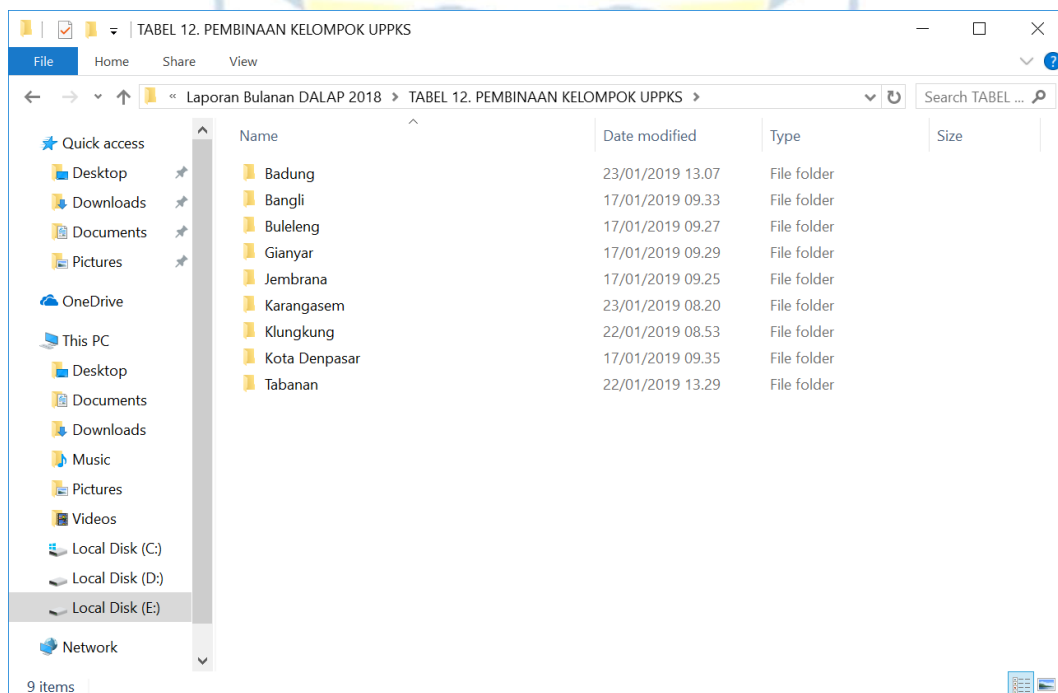 TABEL 12. PEMBINAAN KELOMPOK UPPKS
File Home Share View
« Laporan Bulanan DALAP 2018 > TABEL 12. PEMBINAAN KELOMPOK UPPKS > Search TABEL ...
Quick access
Desktop
Downloads
Documents
Pictures
OneDrive
This PC
Desktop
Documents
Downloads
Music
Pictures
Videos
Local Disk (C:)
Local Disk (D:)
Local Disk (E:)
Network
Name Date modified Type Size
Badung 23/01/2019 13.07 File folder
Bangli 17/01/2019 09.33 File folder
Buleleng 17/01/2019 09.27 File folder
Gianyar 17/01/2019 09.29 File folder
Jembrana 17/01/2019 09.25 File folder
Karangasem 23/01/2019 08.20 File folder
Klungkung 22/01/2019 08.53 File folder
Kota Denpasar 17/01/2019 09.35 File folder
Tabanan 22/01/2019 13.29 File folder
9 items